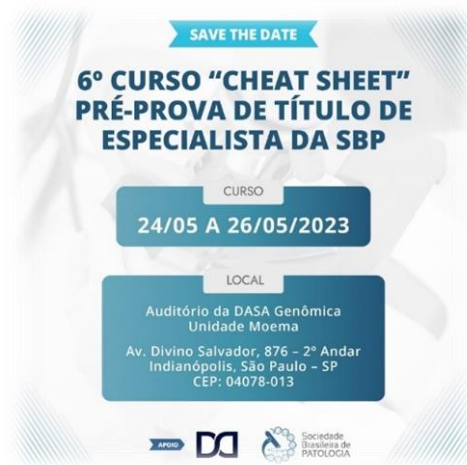 SAVE THE DATE
6º CURSO “CHEAT SHEET”
PRÉ-PROVA DE TÍTULO DE
ESPECIALISTA DA SBP
CURSO
24/05 A 26/05/2023
LOCAL
Auditório da DASA Genômica
Unidade Moema
Av. Divino Salvador, 876 – 2º Andar
Indianópolis, São Paulo – SP
CEP: 04078-013
APOIO
Sociedade
Brasileira de
PATOLOGIA